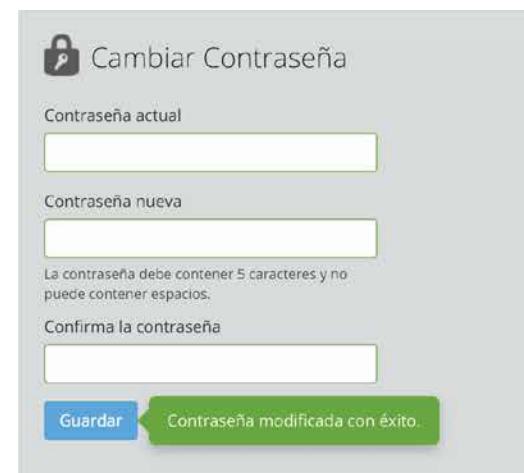 Cambiar Contraseña
Contraseña actual
Contraseña nueva
La contraseña debe contener 5 caracteres y no
puede contener espacios.
Confirma la contraseña
Guardar
Contraseña modificada con éxito.